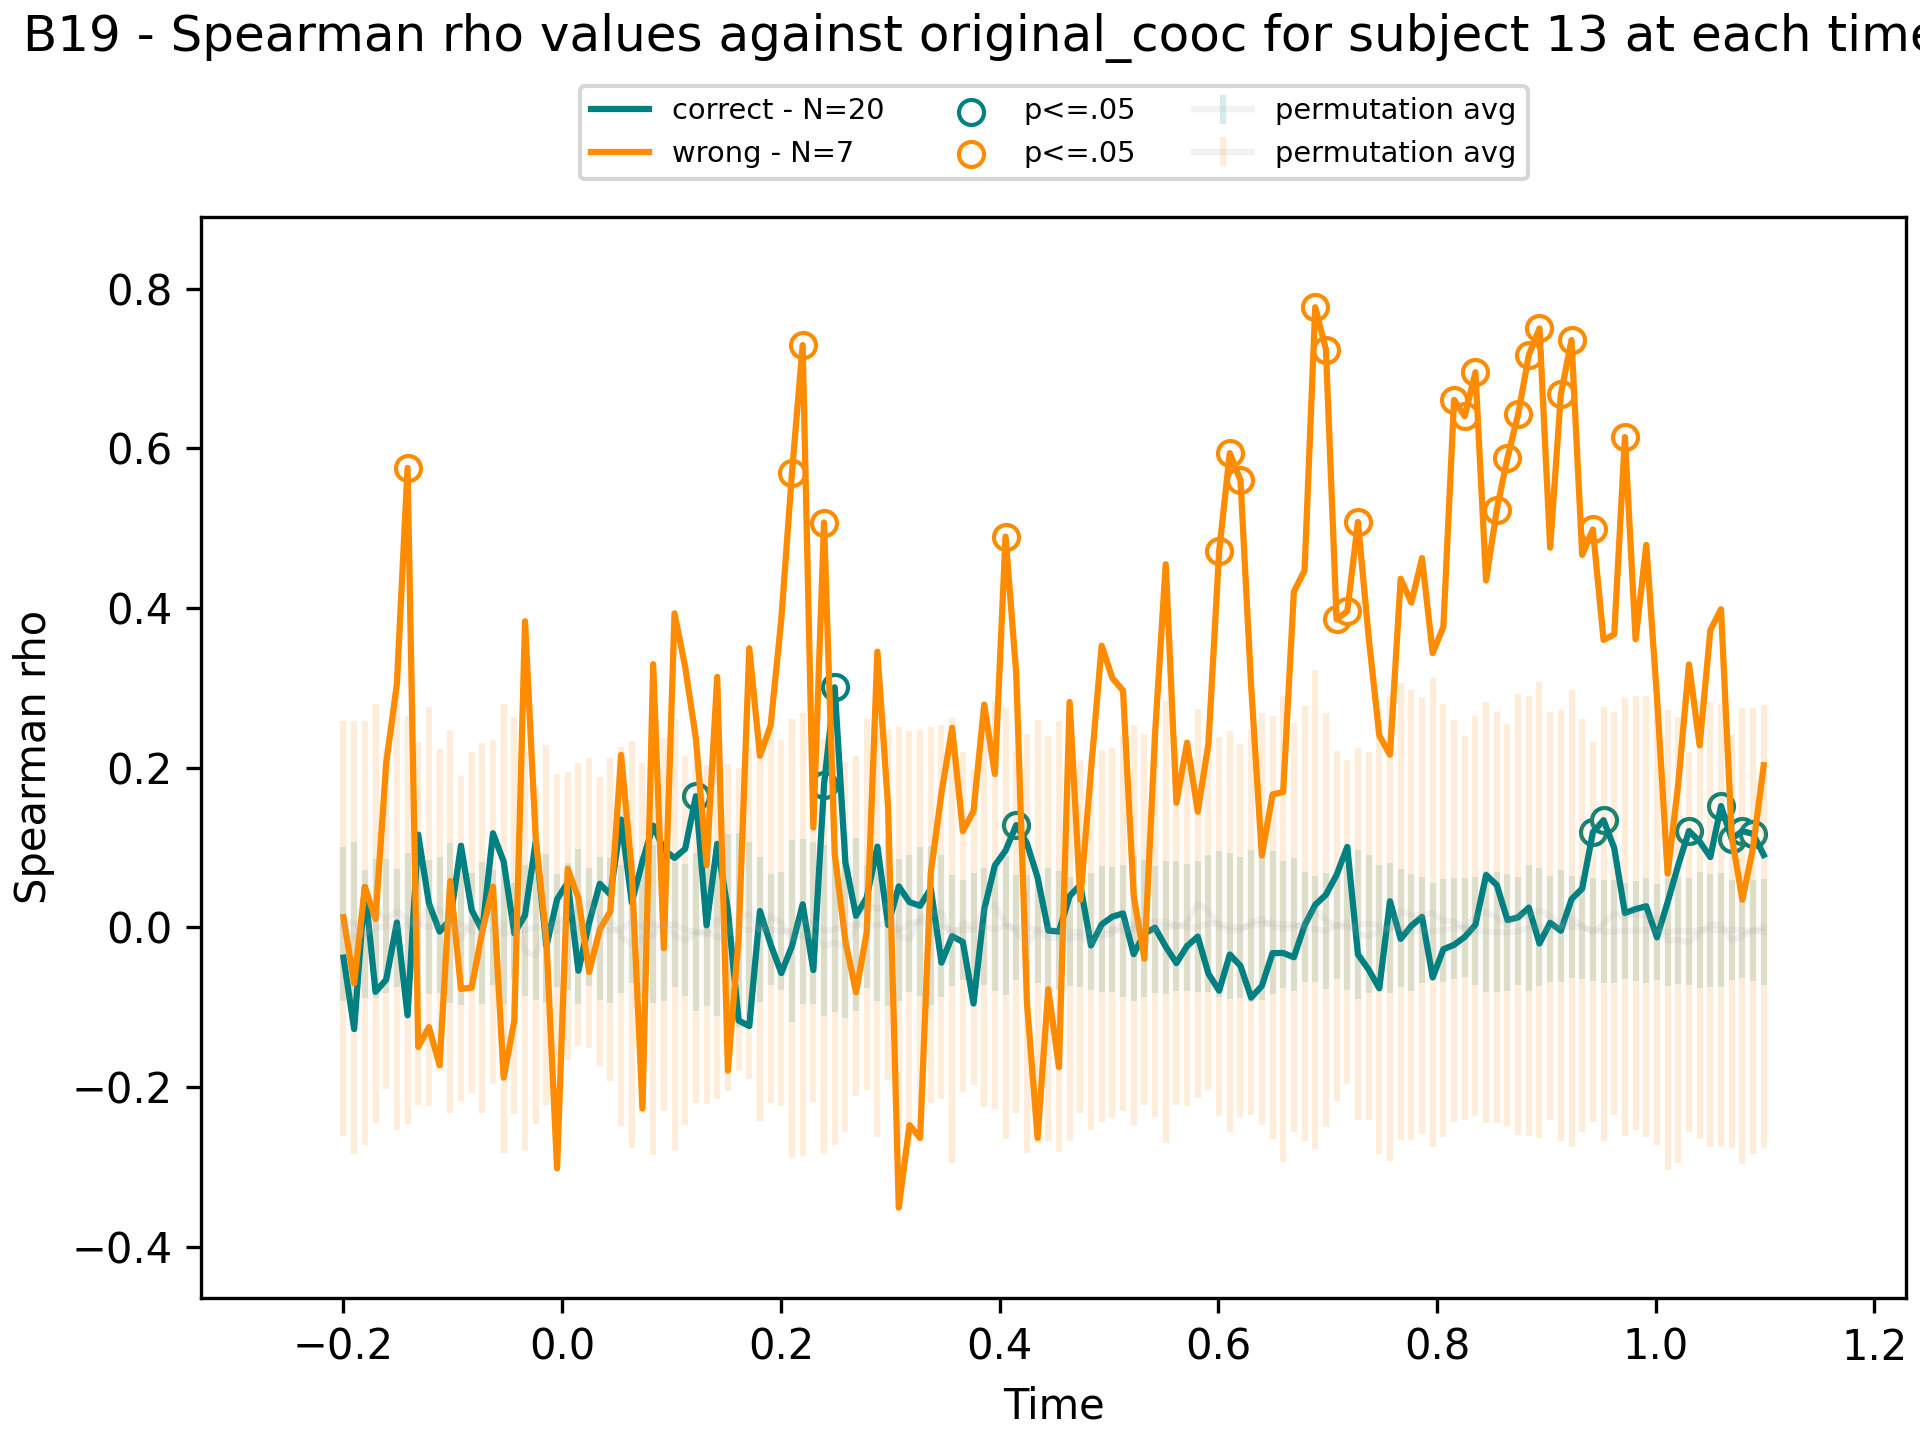 B19 - Spearman rho values against original_cooc for subject 13 at each time
correct - N=20
wrong - N=7
p<=.05
p<=.05
permutation avg
permutation avg
0.8
0.6
0.4
0.2
0.0
−0.2
−0.4
Spearman rho
−0.2 0.0 0.2 0.4 0.6 0.8 1.0 1.2
Time